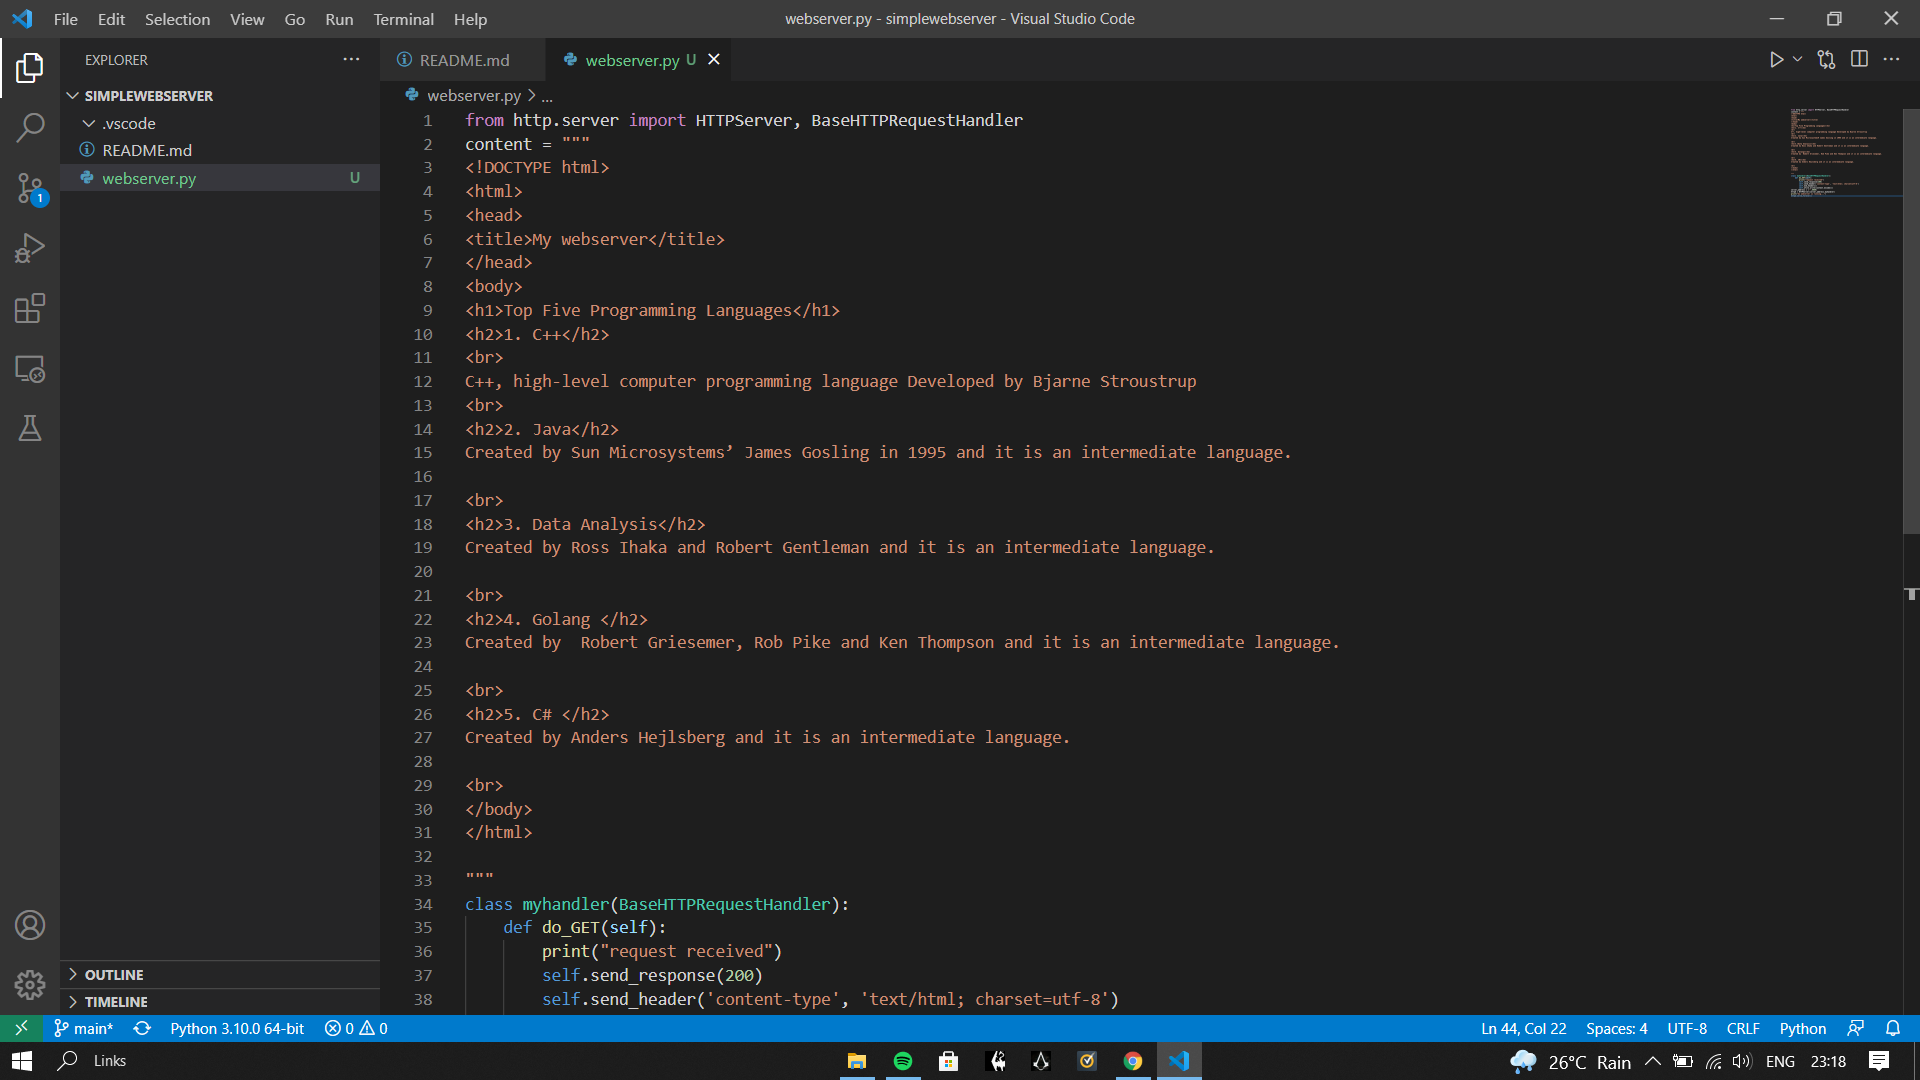 File Edit Selection View Go Run Terminal Help
webserver.py - simplewebserver - Visual Studio Code
EXPLORER
SIMPLEWEBSERVER
.vscode
README.md
webserver.py U
1
OUTLINE
TIMELINE
README.md
webserver.py U
webserver.py > ...
1 from http.server import HTTPServer, BaseHTTPRequestHandler
2 content = """
3 <!DOCTYPE html>
4 <html>
5 <head>
6 <title>My webserver</title>
7 </head>
8 <body>
9 <h1>Top Five Programming Languages</h1>
10 <h2>1. C++</h2>
11 <br>
12 C++, high-level computer programming language Developed by Bjarne Stroustrup
13 <br>
14 <h2>2. Java</h2>
15 Created by Sun Microsystems’ James Gosling in 1995 and it is an intermediate language.
16
17 <br>
18 <h2>3. Data Analysis</h2>
19 Created by Ross Ihaka and Robert Gentleman and it is an intermediate language.
20
21 <br>
22 <h2>4. Golang </h2>
23 Created by  Robert Griesemer, Rob Pike and Ken Thompson and it is an intermediate language.
24
25 <br>
26 <h2>5. C# </h2>
27 Created by Anders Hejlsberg and it is an intermediate language.
28
29 <br>
30 </body>
31 </html>
32
33 """
34 class myhandler(BaseHTTPRequestHandler):
35     def do_GET(self):
36         print("request received")
37         self.send_response(200)
38         self.send_header('content-type', 'text/html; charset=utf-8')
main* Python 3.10.0 64-bit 0 0 Ln 44, Col 22 Spaces: 4 UTF-8 CRLF Python
Links 26°C Rain ENG 23:18